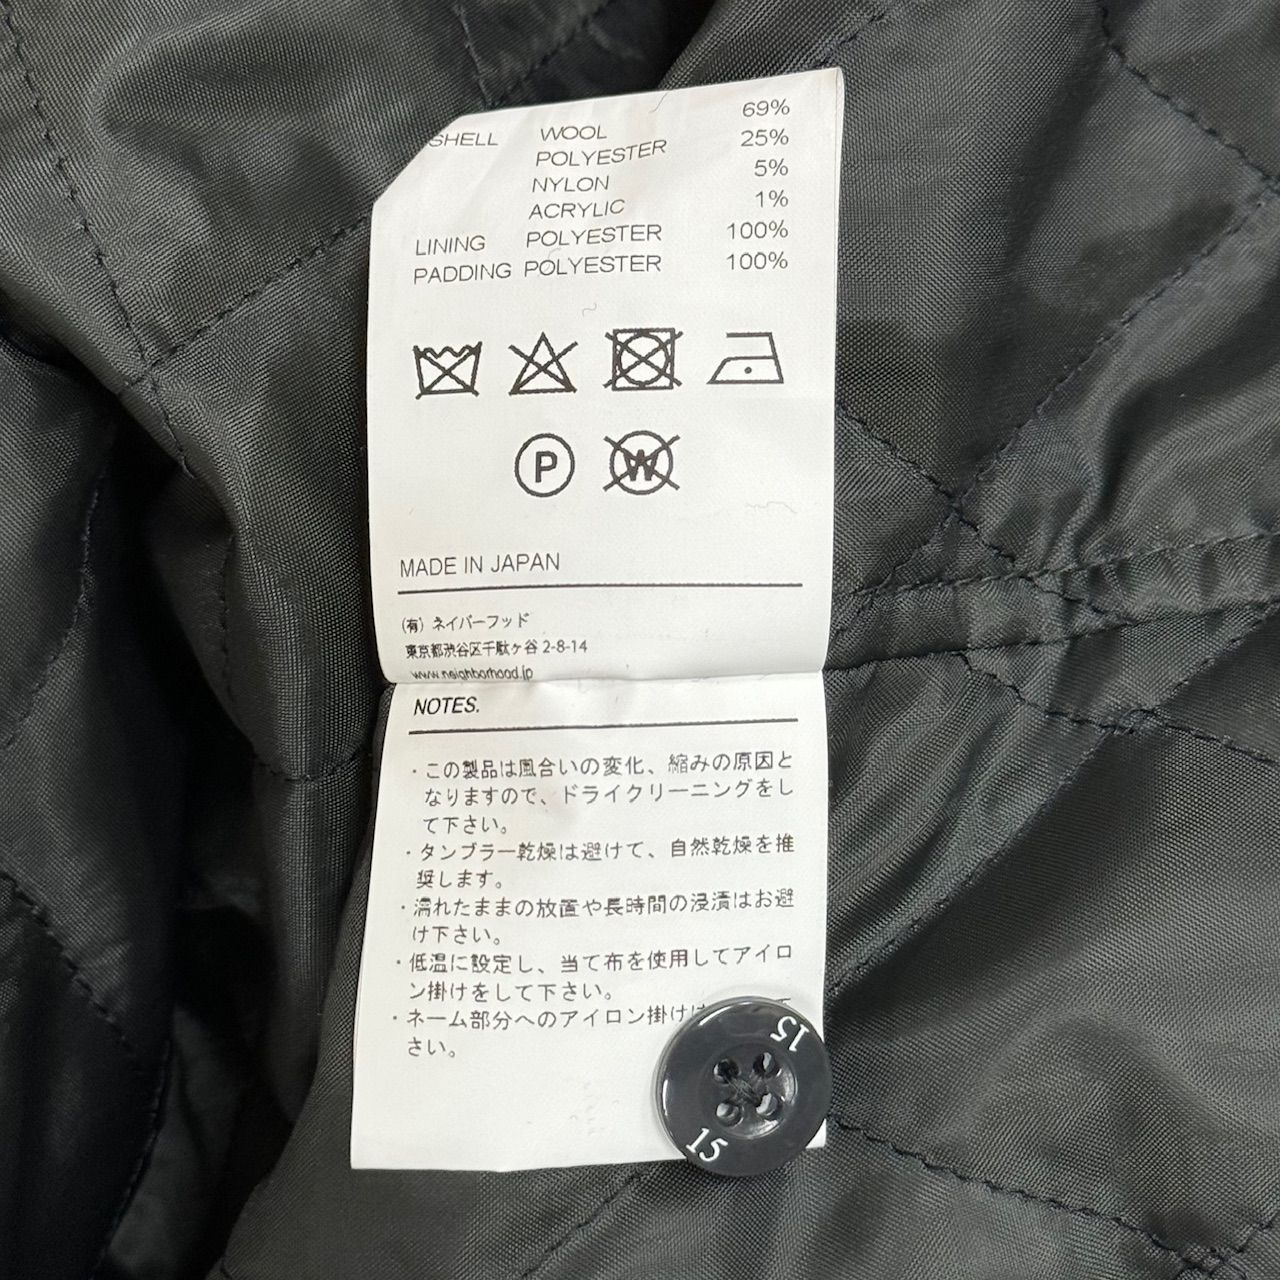 SHELL WOOL 69%
POLYESTER 25%
NYLON 5%
ACRYLIC 1%
LINING POLYESTER 100%
PADDING POLYESTER 100%
P W
MADE IN JAPAN
(有) ネイバーフッド
東京都渋谷区千駄ヶ谷 2-8-14
www.neighborhood.jp
NOTES.
・この製品は風合いの変化、縮みの原因と
なりますので、ドライクリーニングをし
て下さい。
・タンブラー乾燥は避けて、自然乾燥を推
奨します。
・濡れたままの放置や長時間の浸漬はお避
け下さい。
・低温に設定し、当て布を使用してアイロ
ン掛けをして下さい。
・ネーム部分へのアイロン掛けは
さい。
15
15